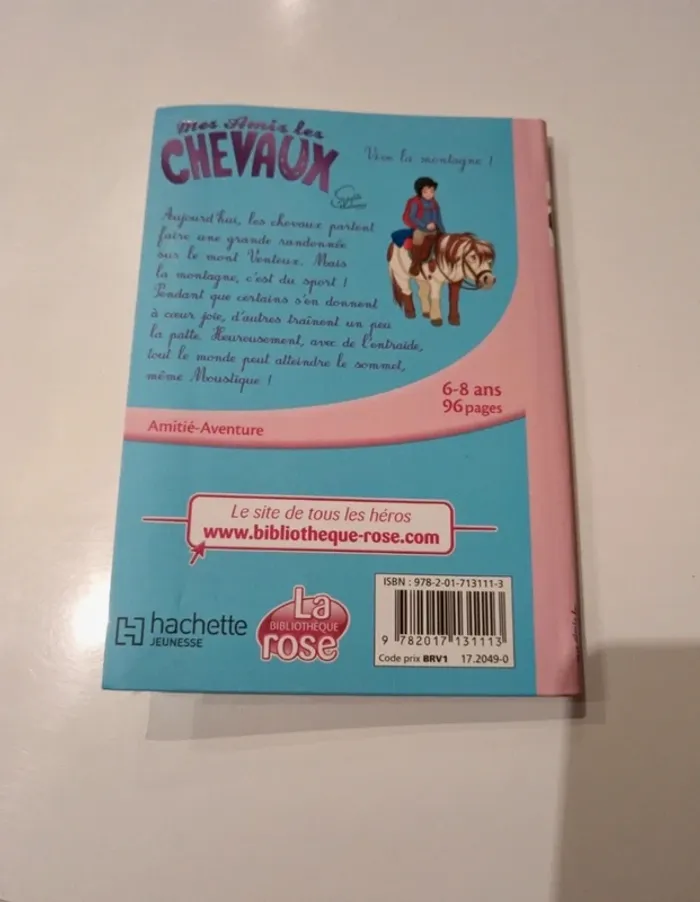 Mes Amis les
CHEVAUX
Vive la montagne !
Aujourd'hui, les chevaux partent
faire une grande randonnée
sur le mont Venteux. Mais
la montagne, c'est du sport !
Pendant que certains s'en donnent
à cœur joie, d'autres traînent un peu
la patte. Heureusement, avec de l'entraide,
tout le monde peut atteindre le sommet,
même Moustique !
6-8 ans
96 pages
Amitié-Aventure
Le site de tous les héros
www.bibliotheque-rose.com
hachette
JEUNESSE
La
BIBLIOTHÈQUE
rose
ISBN : 978-2-01-713111-3
9 782017 131113
Code prix BRV1 17.2049-0